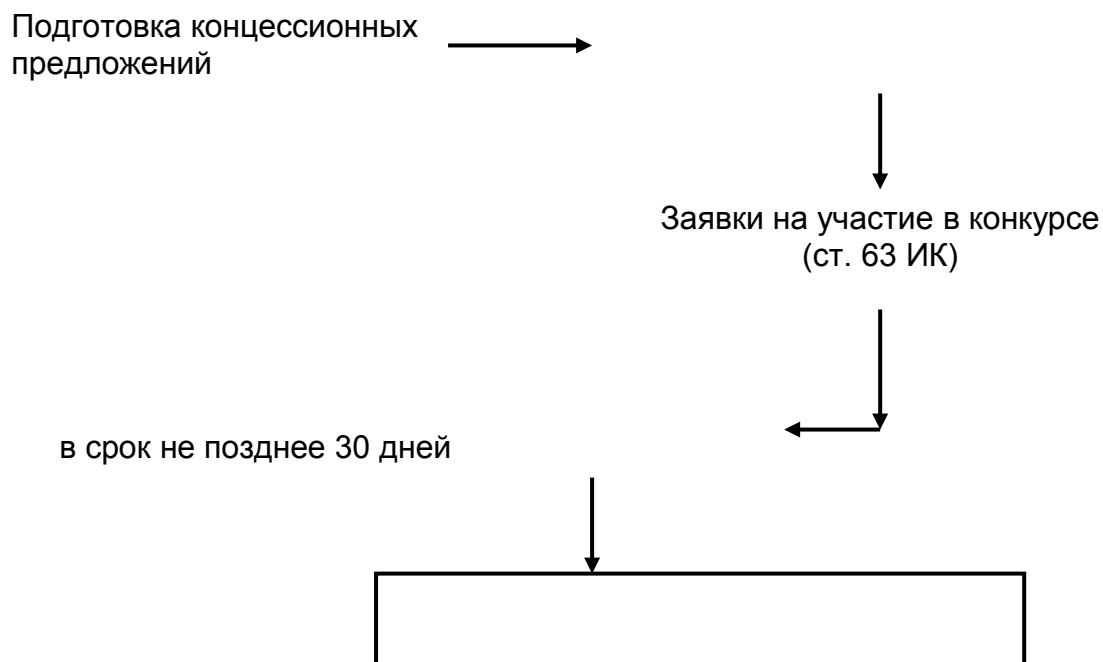 Подготовка концессионных
предложений
Заявки на участие в конкурсе
(ст. 63 ИК)
в срок не позднее 30 дней